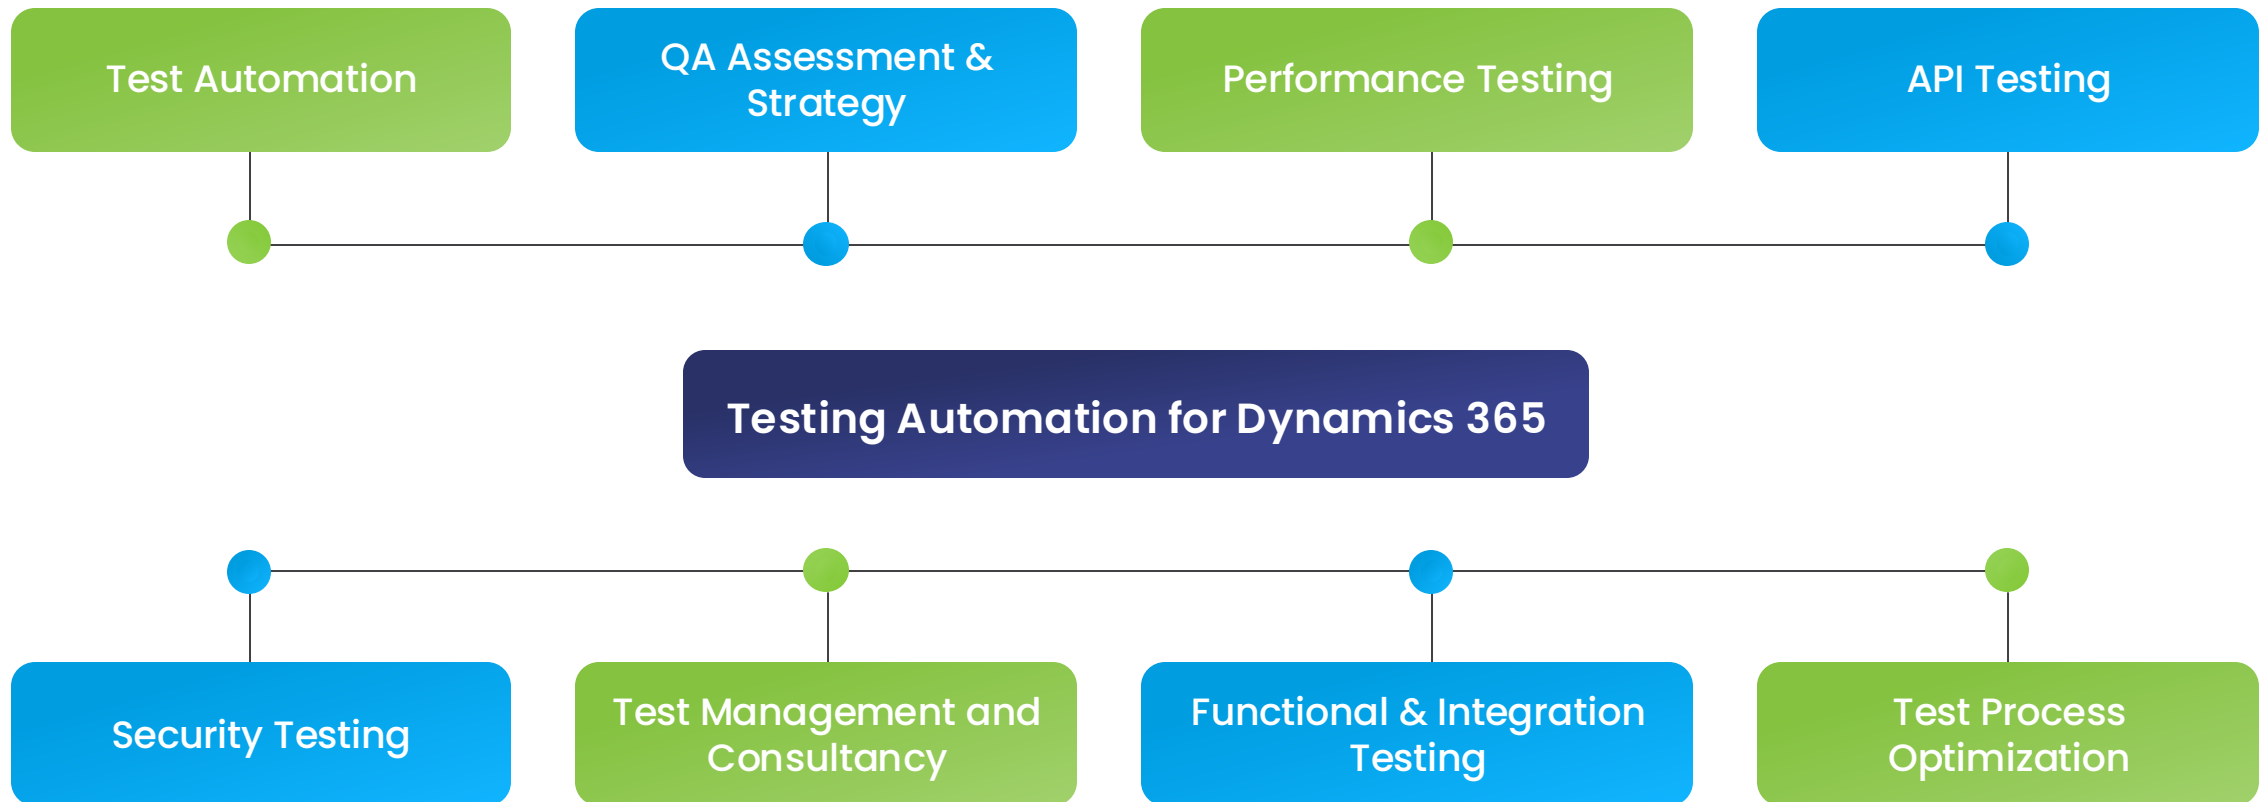 Test Automation
QA Assessment &
Strategy
Performance Testing
API Testing
Testing Automation for Dynamics 365
Security Testing
Test Management and
Consultancy
Functional & Integration
Testing
Test Process
Optimization